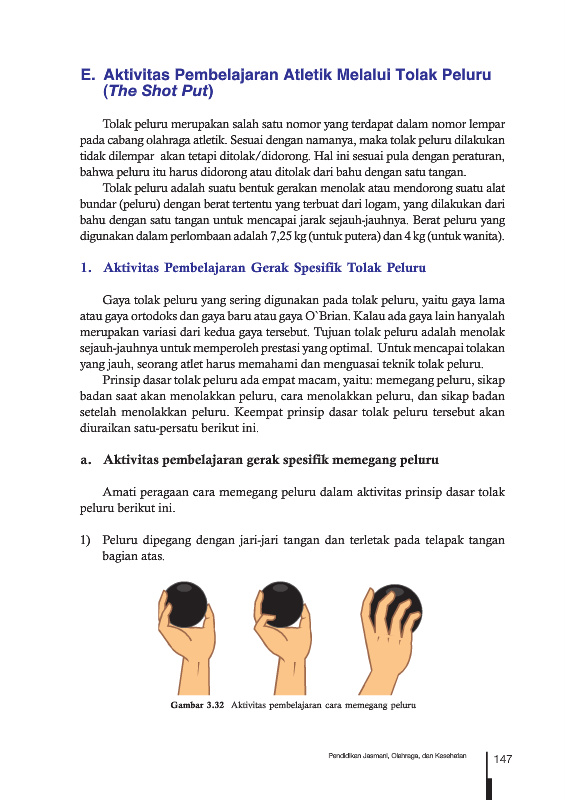 E. Aktivitas Pembelajaran Atletik Melalui Tolak Peluru
(The Shot Put)
Tolak peluru merupakan salah satu nomor yang terdapat dalam nomor lempar
pada cabang olahraga atletik. Sesuai dengan namanya, maka tolak peluru dilakukan
tidak dilempar akan tetapi ditolak/didorong. Hal ini sesuai pula dengan peraturan,
bahwa peluru itu harus didorong atau ditolak dari bahu dengan satu tangan.
Tolak peluru adalah suatu bentuk gerakan menolak atau mendorong suatu alat
bundar (peluru) dengan berat tertentu yang terbuat dari logam, yang dilakukan dari
bahu dengan satu tangan untuk mencapai jarak sejauh-jauhnya. Berat peluru yang
digunakan dalam perlombaan adalah 7,25 kg (untuk putera) dan 4 kg (untuk wanita).
1. Aktivitas Pembelajaran Gerak Spesifik Tolak Peluru
Gaya tolak peluru yang sering digunakan pada tolak peluru, yaitu gaya lama
atau gaya ortodoks dan gaya baru atau gaya O`Brian. Kalau ada gaya lain hanyalah
merupakan variasi dari kedua gaya tersebut. Tujuan tolak peluru adalah menolak
sejauh-jauhnya untuk memperoleh prestasi yang optimal. Untuk mencapai tolakan
yang jauh, seorang atlet harus memahami dan menguasai teknik tolak peluru.
Prinsip dasar tolak peluru ada empat macam, yaitu: memegang peluru, sikap
badan saat akan menolakkan peluru, cara menolakkan peluru, dan sikap badan
setelah menolakkan peluru. Keempat prinsip dasar tolak peluru tersebut akan
diuraikan satu-persatu berikut ini.
a. Aktivitas pembelajaran gerak spesifik memegang peluru
Amati peragaan cara memegang peluru dalam aktivitas prinsip dasar tolak
peluru berikut ini.
1) Peluru dipegang dengan jari-jari tangan dan terletak pada telapak tangan
bagian atas.
Gambar 3.32 Aktivitas pembelajaran cara memegang peluru
Pendidikan Jasmani, Olahraga, dan Kesehatan
147